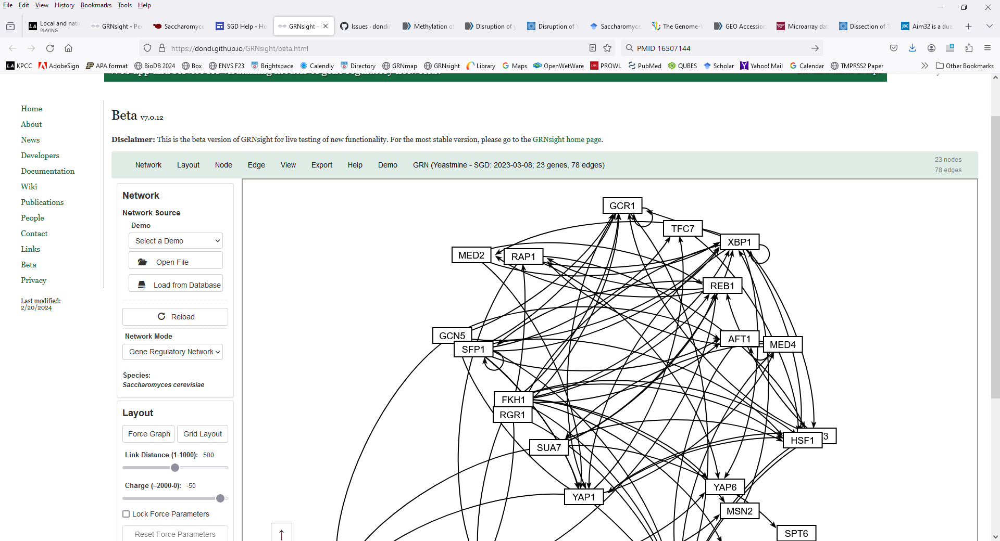 File Edit View History Bookmarks Tools Help
Local and nati
PLAYING
GRNsight - Pe
Saccharomyce
SGD Help - Ho
GRNsight -
Issues · dondi/
Methylation of
Disruption of y
Disruption of Y
Saccharomyce
The Genome-W
GEO Accession
Microarray dat
Dissection of T
Aim32 is a dua
https://dondi.github.io/GRNsight/beta.html
PMID 16507144
KPCC AdobeSign APA format BioDB 2024 Box ENVS F23 Brightspace Calendly Directory GRNmap GRNsight Library Maps OpenWetWare PROWL PubMed QUBES Scholar Yahoo! Mail Calendar TMPRSS2 Paper Other Bookmarks
Home
About
News
Developers
Documentation
Wiki
Publications
People
Contact
Links
Beta
Privacy
Last modified:
2/20/2024
Beta v7.0.12
Disclaimer: This is the beta version of GRNsight for live testing of new functionality. For the most stable version, please go to the GRNsight home page.
Network Layout Node Edge View Export Help Demo GRN (Yeastmine - SGD: 2023-03-08; 23 genes, 78 edges)
23 nodes
78 edges
Network
Network Source
Demo
Select a Demo
Open File
Load from Database
Reload
Network Mode
Gene Regulatory Network
Species:
Saccharomyces cerevisiae
Layout
Force Graph Grid Layout
Link Distance (1-1000): 500
Charge (–2000-0): -50
Lock Force Parameters
Reset Force Parameters
GCR1
TFC7
XBP1
MED2
RAP1
REB1
GCN5
SFP1
AFT1
MED4
FKH1
RGR1
SUA7
HSF1
3
YAP6
YAP1
MSN2
SPT6